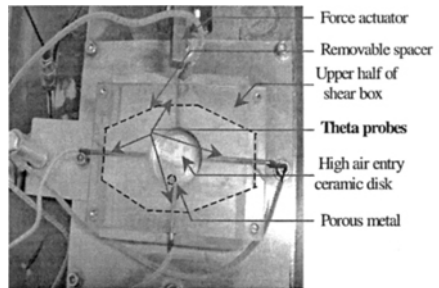 Force actuator
Removable spacer
Upper half of
shear box
Theta probes
High air entry
ceramic disk
Porous metal